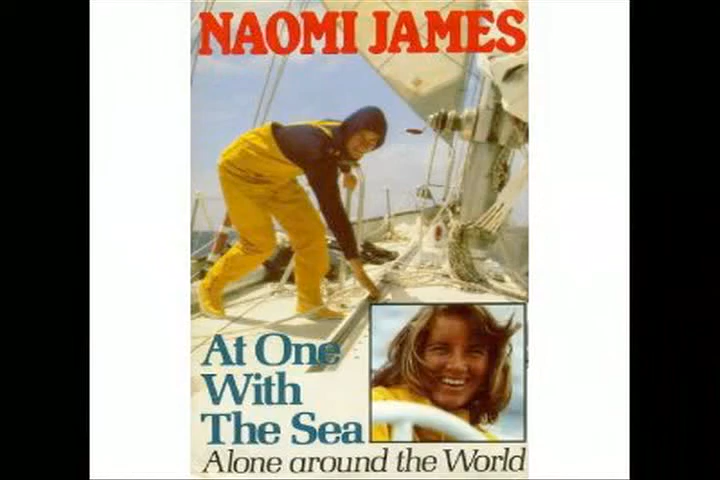 NAOMI JAMES
At One
With
The Sea
Alone around the World